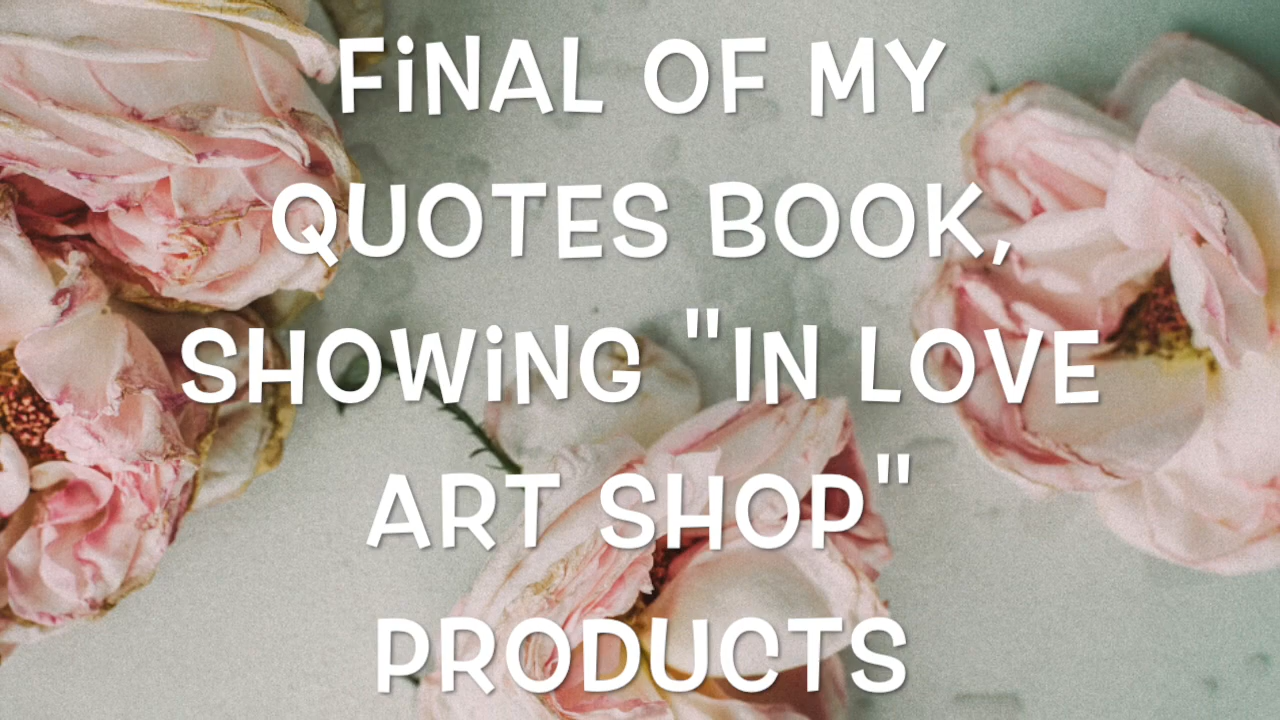 FiNAL OF MY
QUOTES BOOK,
SHOWiNG "IN LOVE
ART SHOP"
PRODUCTS